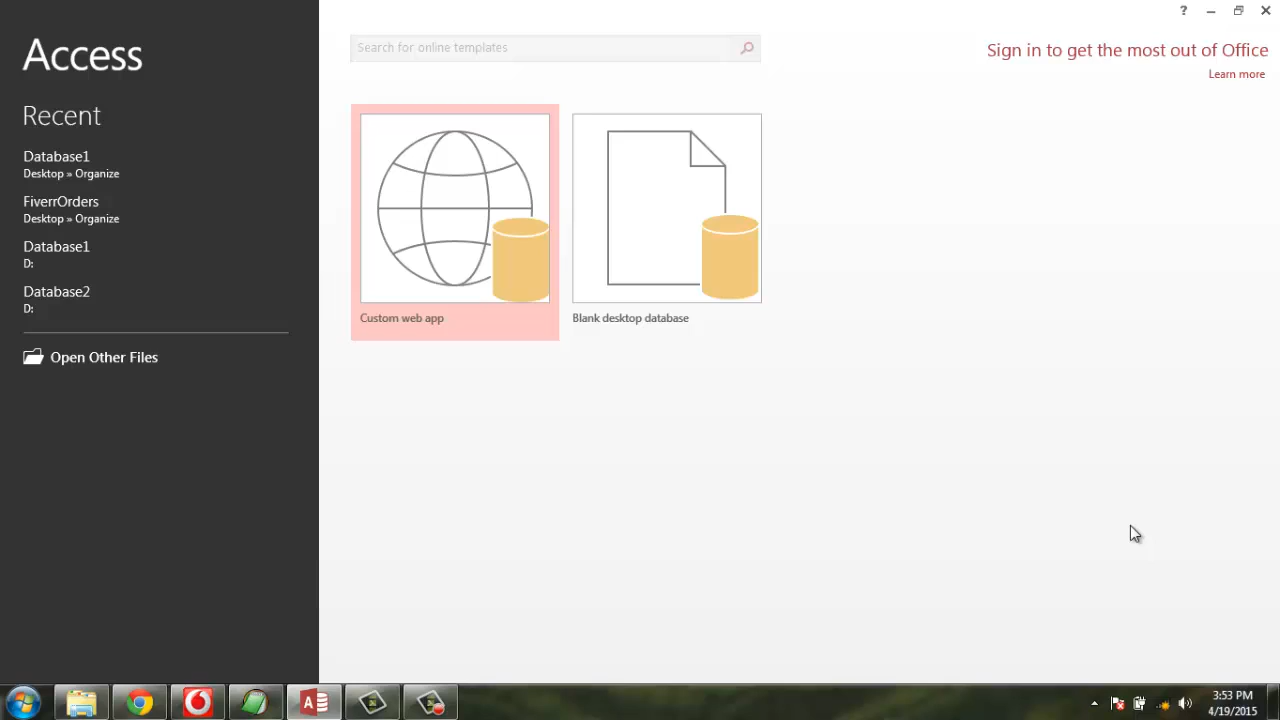 Access
Recent
Database1
Desktop » Organize
FiverrOrders
Desktop » Organize
Database1
D:
Database2
D:
Open Other Files
?
Search for online templates
Sign in to get the most out of Office
Learn more
Custom web app
Blank desktop database
3:53 PM
4/19/2015